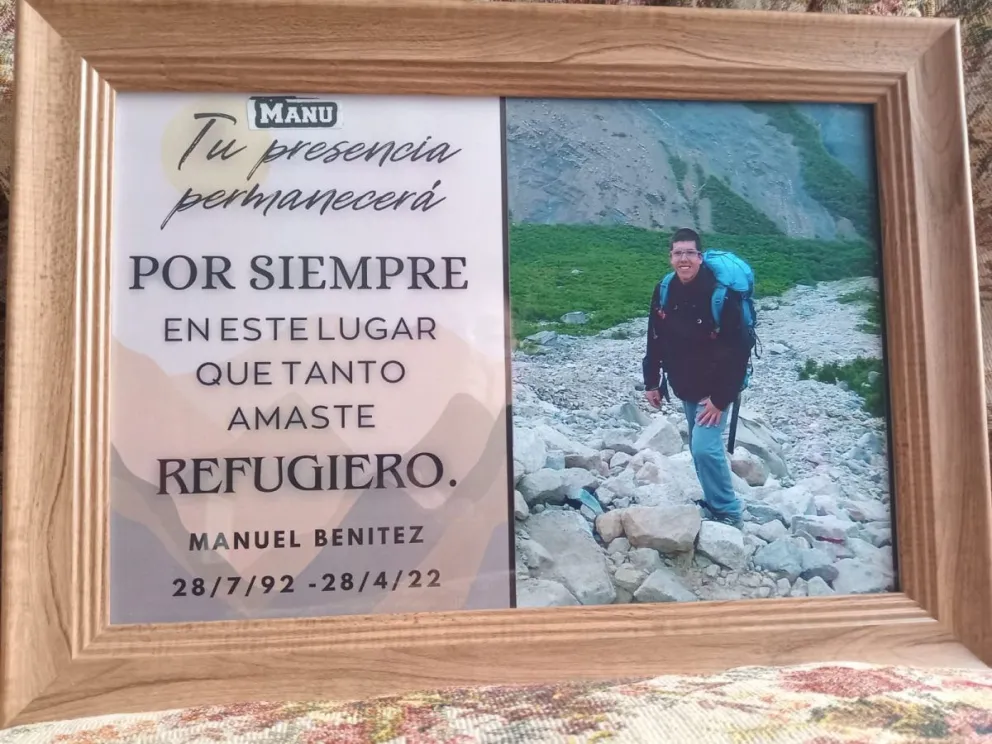 MANU
Tu presencia
permanecerá
POR SIEMPRE
EN ESTE LUGAR
QUE TANTO
AMASTE
REFUGIERO.
MANUEL BENITEZ
28/7/92 -28/4/22